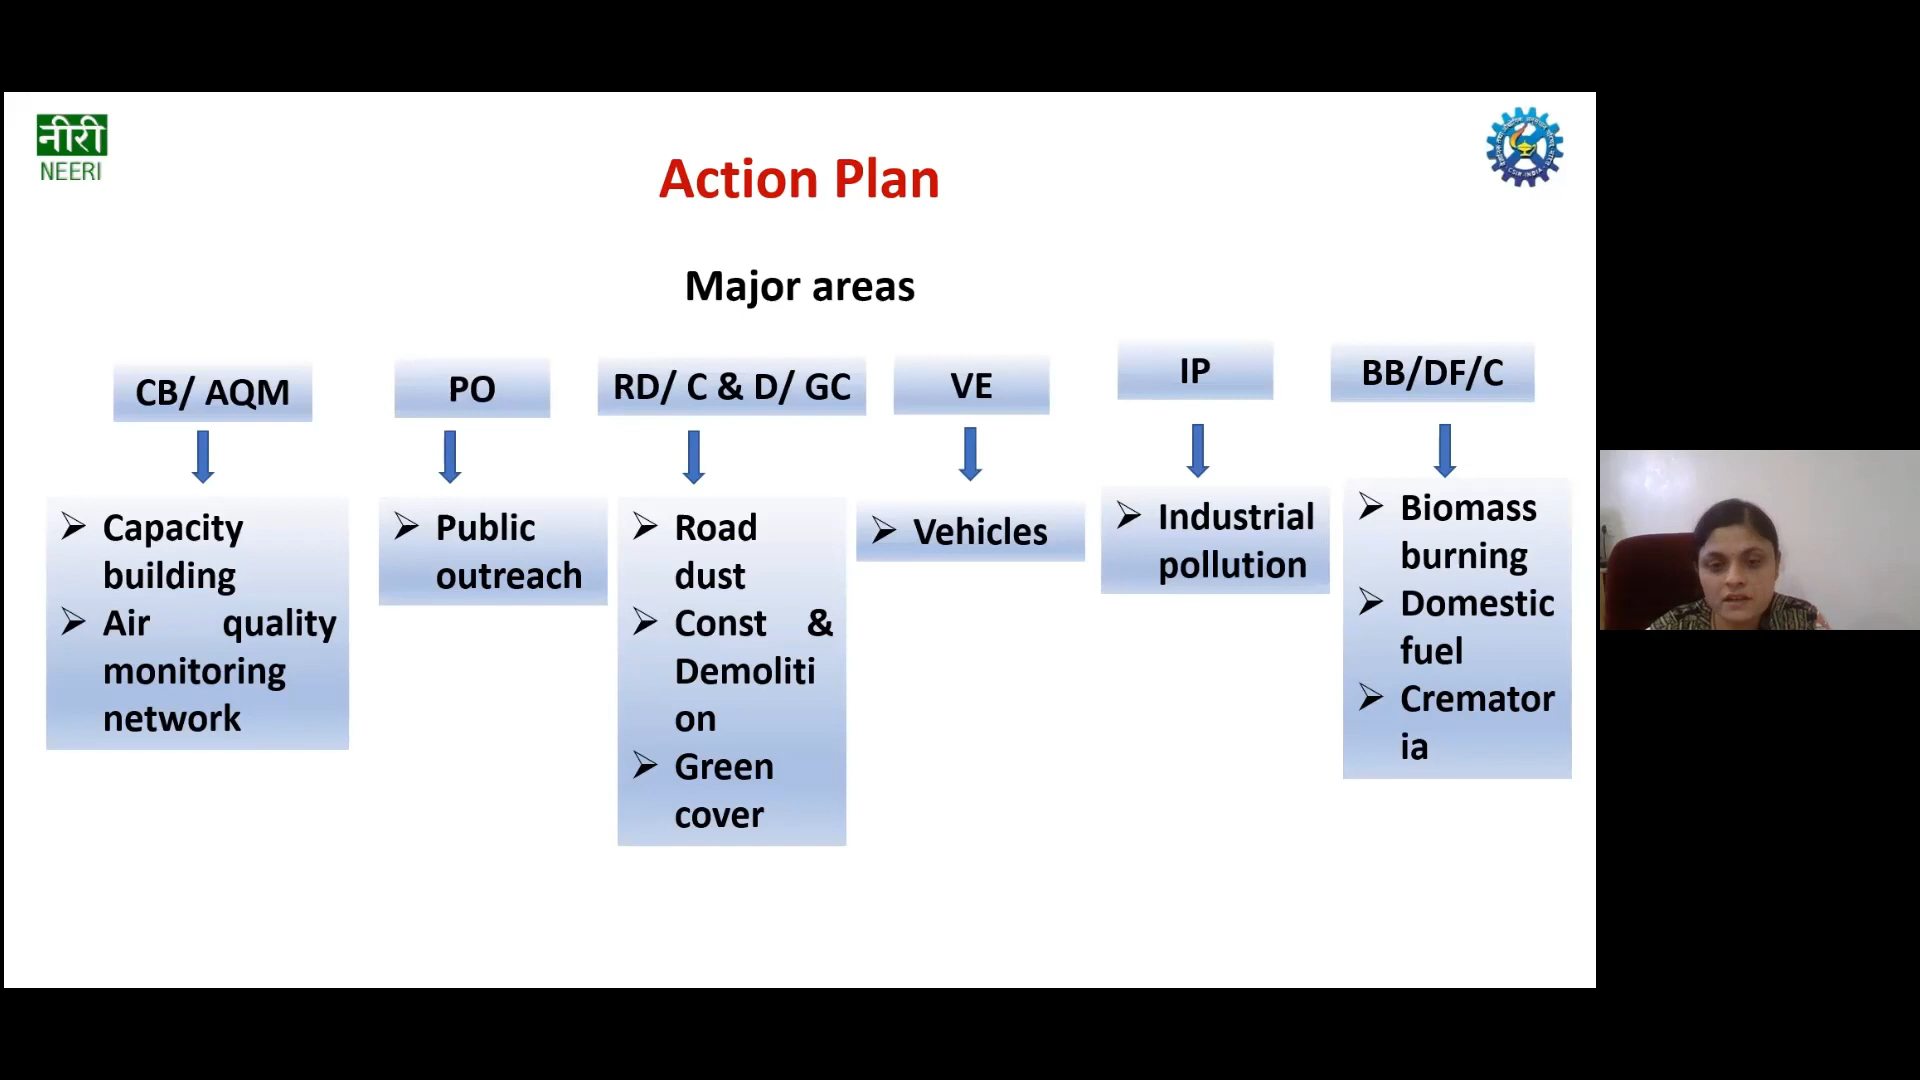 नीरी
NEERI
Action Plan
Major areas
CB/ AQM
Capacity
building
Air quality
monitoring
network
PO
Public
outreach
RD/ C & D/ GC
Road
dust
Const &
Demoliti
on
Green
cover
VE
Vehicles
IP
Industrial
pollution
BB/DF/C
Biomass
burning
Domestic
fuel
Cremator
ia
CSIR-INDIA